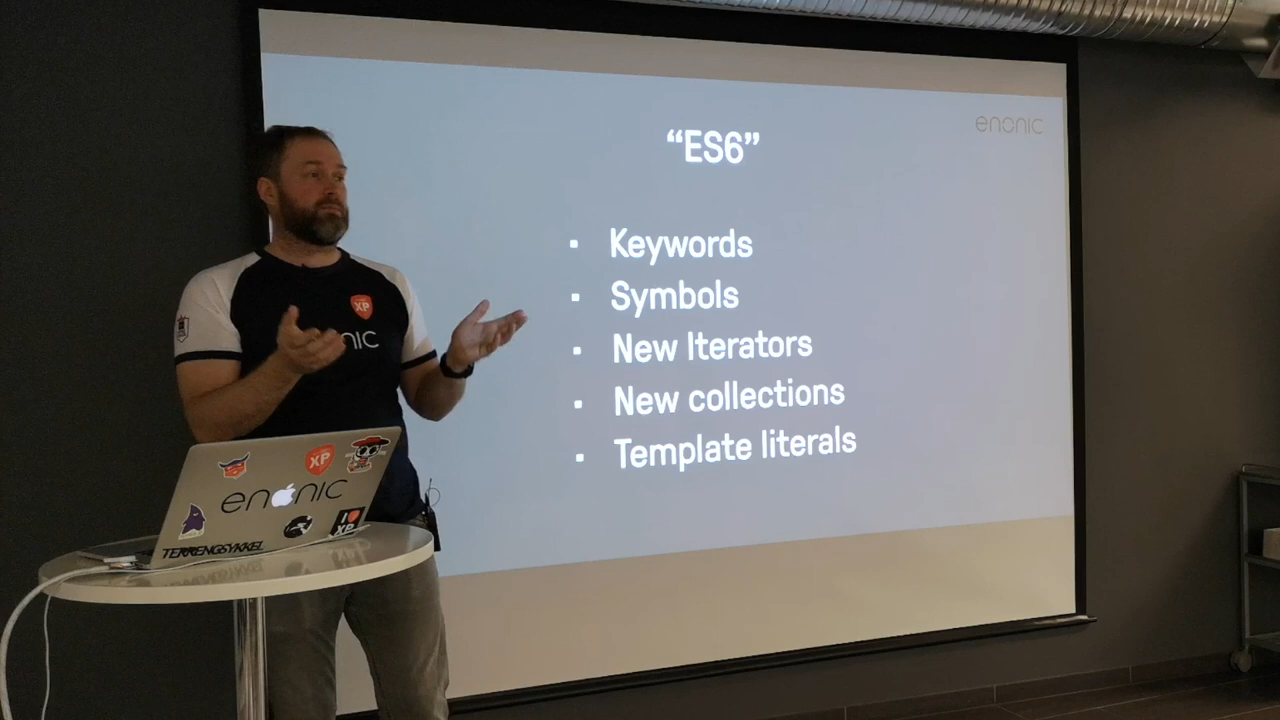 enonic
“ES6”
▪ Keywords
▪ Symbols
▪ New Iterators
▪ New collections
▪ Template literals
XP
nic
XP
enonic
I XP
TERRENGSYKKEL